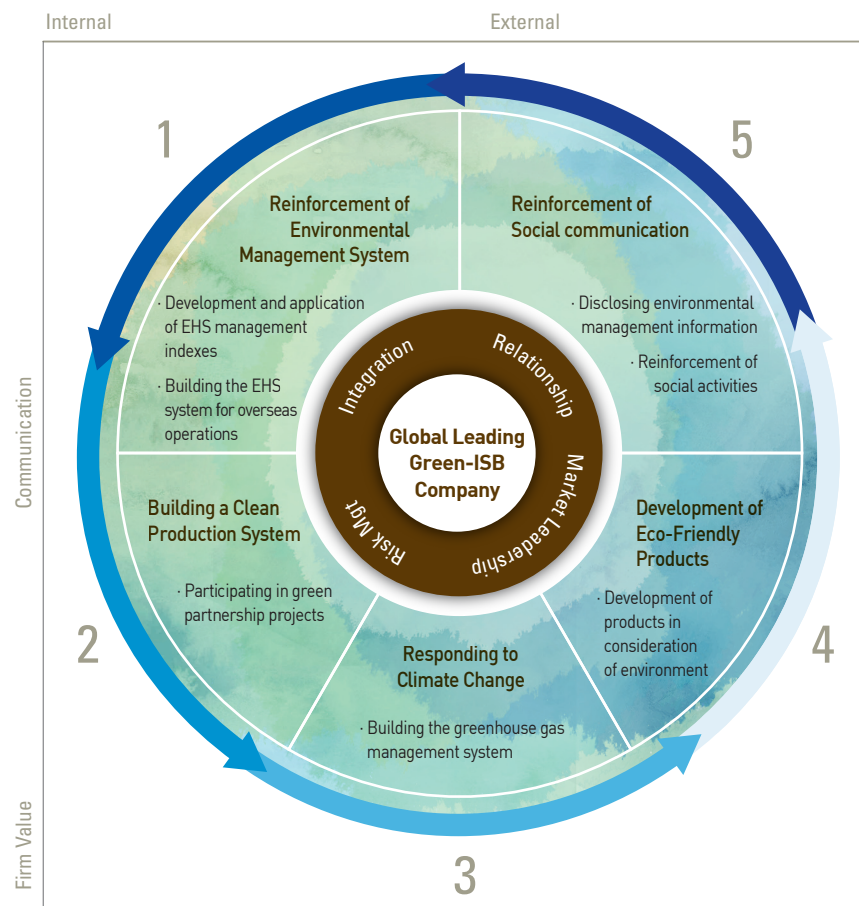 Internal
External
1
5
Reinforcement of
Environmental
Management System
· Development and application
of EHS management
indexes
· Building the EHS
system for overseas
operations
Reinforcement of
Social communication
· Disclosing environmental
management information
· Reinforcement of
social activities
Integration
Relationship
Global Leading
Green-ISB
Company
Risk Mgt
Market Leadership
Communication
Building a Clean
Production System
· Participating in green
partnership projects
2
Development of
Eco-Friendly
Products
· Development of
products in
consideration
of environment
4
Responding to
Climate Change
· Building the greenhouse gas
management system
3
Firm Value